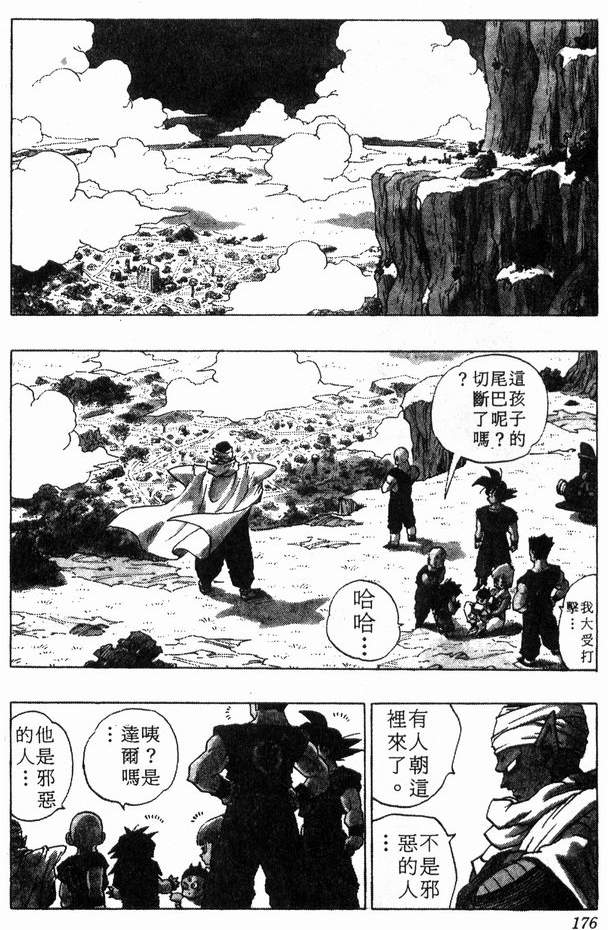 這孩子的
尾巴呢？
切斷了嗎
？
我大受打
擊…
哈哈…
有人朝這
裡來了。
不是邪
惡的人
…
咦？是
達爾嗎
…
他是邪惡
的人…
176